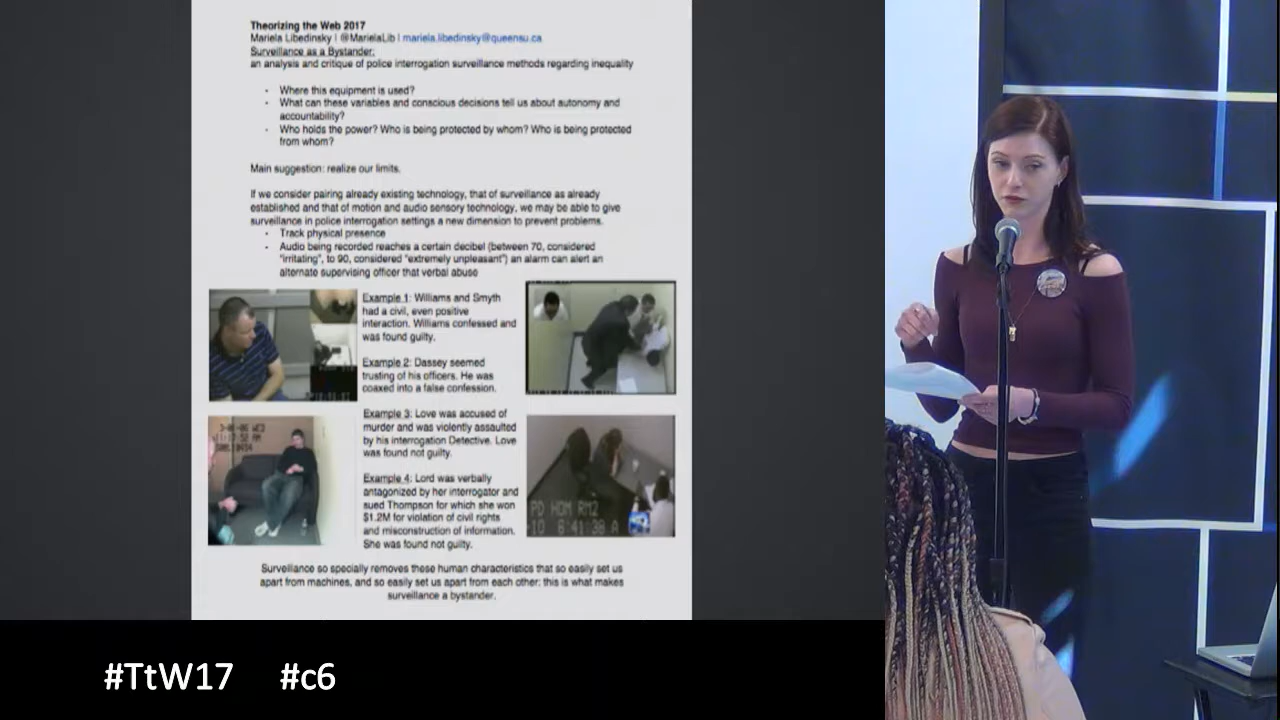 Theorizing the Web 2017
Mariela Libedinsky | @MarielaLib | mariela.libedinsky@queensu.ca
Surveillance as a Bystander:
an analysis and critique of police interrogation surveillance methods regarding inequality
- Where this equipment is used?
- What can these variables and conscious decisions tell us about autonomy and
accountability?
- Who holds the power? Who is being protected by whom? Who is being protected
from whom?
Main suggestion: realize our limits.
If we consider pairing already existing technology, that of surveillance as already
established and that of motion and audio sensory technology, we may be able to give
surveillance in police interrogation settings a new dimension to prevent problems.
- Track physical presence
- Audio being recorded reaches a certain decibel (between 70, considered
"irritating", to 90, considered "extremely unpleasant") an alarm can alert an
alternate supervising officer that verbal abuse
Example 1: Williams and Smyth
had a civil, even positive
interaction. Williams confessed and
was found guilty.
Example 2: Dassey seemed
trusting of his officers. He was
coaxed into a false confession.
Example 3: Love was accused of
murder and was violently assaulted
by his interrogation Detective. Love
was found not guilty.
Example 4: Lord was verbally
antagonized by her interrogator and
sued Thompson for which she won
$1.2M for violation of civil rights
and misconstruction of information.
She was found not guilty.
PD HOM RM2
10 6:41:38 A
Surveillance so specially removes these human characteristics that so easily set us
apart from machines, and so easily set us apart from each other; this is what makes
surveillance a bystander.
#TtW17 #c6